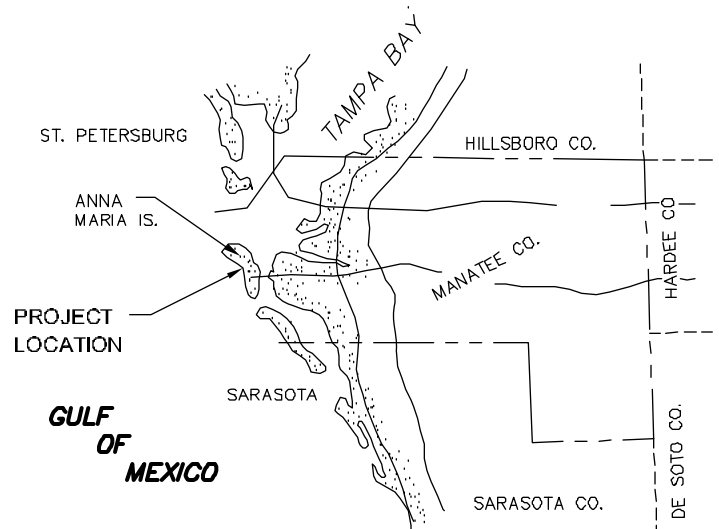 TAMPA BAY
ST. PETERSBURG
HILLSBORO CO.
ANNA
MARIA IS.
HARDEE CO
MANATEE CO.
PROJECT
LOCATION
SARASOTA
GULF
OF
MEXICO
DE SOTO CO.
SARASOTA CO.